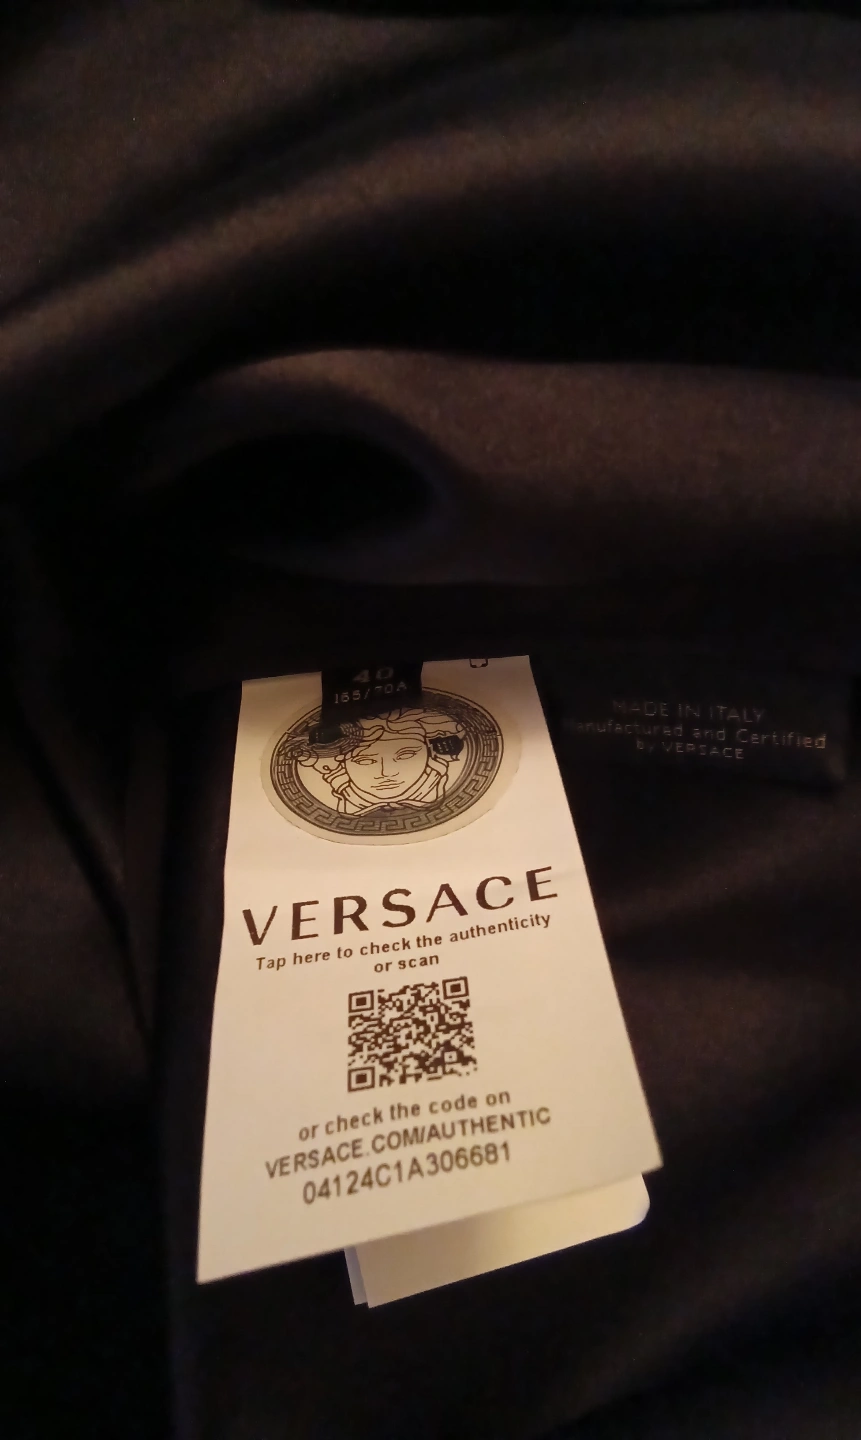 40
165/70A
MADE IN ITALY
Manufactured and Certified
By VERSACE
VERSACE
Tap here to check the authenticity
or scan
or check the code on
VERSACE.COM/AUTHENTIC
04124C1A306681